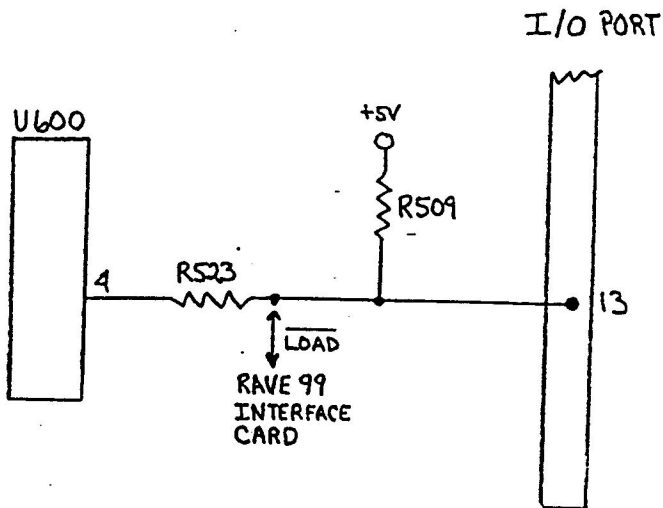 I/O PORT
U600
+5V
R509
4
R523
13
LOAD
RAVE 99
INTERFACE
CARD